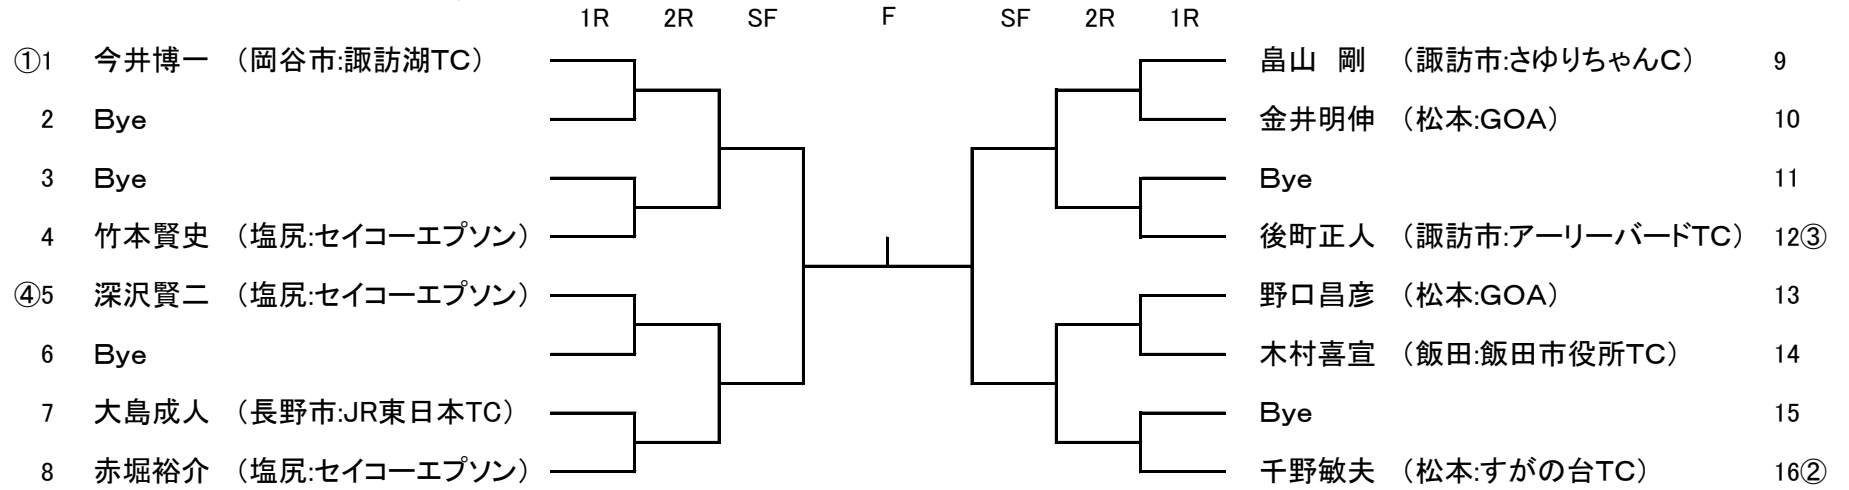 1R 2R SF F SF 2R 1R
①1 今井博一 （岡谷市:諏訪湖TC） 畠山　剛 （諏訪市:さゆりちゃんC） 9
2 Bye 金井明伸 （松本:GOA） 10
3 Bye Bye 11
4 竹本賢史 （塩尻:セイコーエプソン） 後町正人 （諏訪市:アーリーバードTC） 12③
④5 深沢賢二 （塩尻:セイコーエプソン） 野口昌彦 （松本:GOA） 13
6 Bye 木村喜宣 （飯田:飯田市役所TC） 14
7 大島成人 （長野市:JR東日本TC） Bye 15
8 赤堀裕介 （塩尻:セイコーエプソン） 千野敏夫 （松本:すがの台TC） 16②